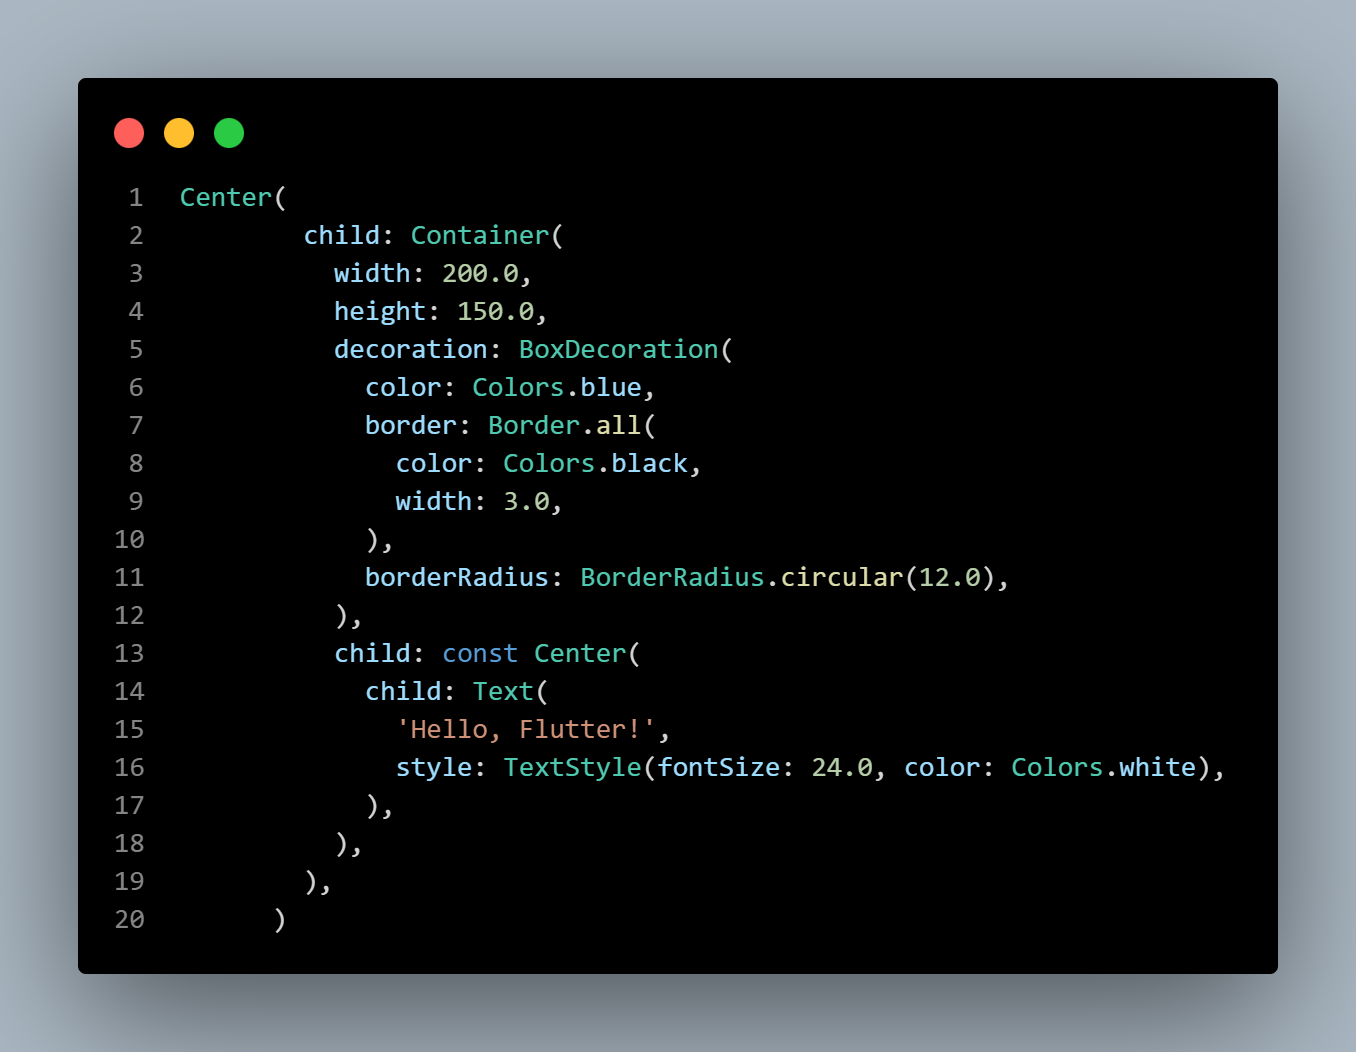 1 Center(
2         child: Container(
3           width: 200.0,
4           height: 150.0,
5           decoration: BoxDecoration(
6             color: Colors.blue,
7             border: Border.all(
8               color: Colors.black,
9               width: 3.0,
10             ),
11             borderRadius: BorderRadius.circular(12.0),
12           ),
13           child: const Center(
14             child: Text(
15               'Hello, Flutter!',
16               style: TextStyle(fontSize: 24.0, color: Colors.white),
17             ),
18           ),
19         ),
20       )